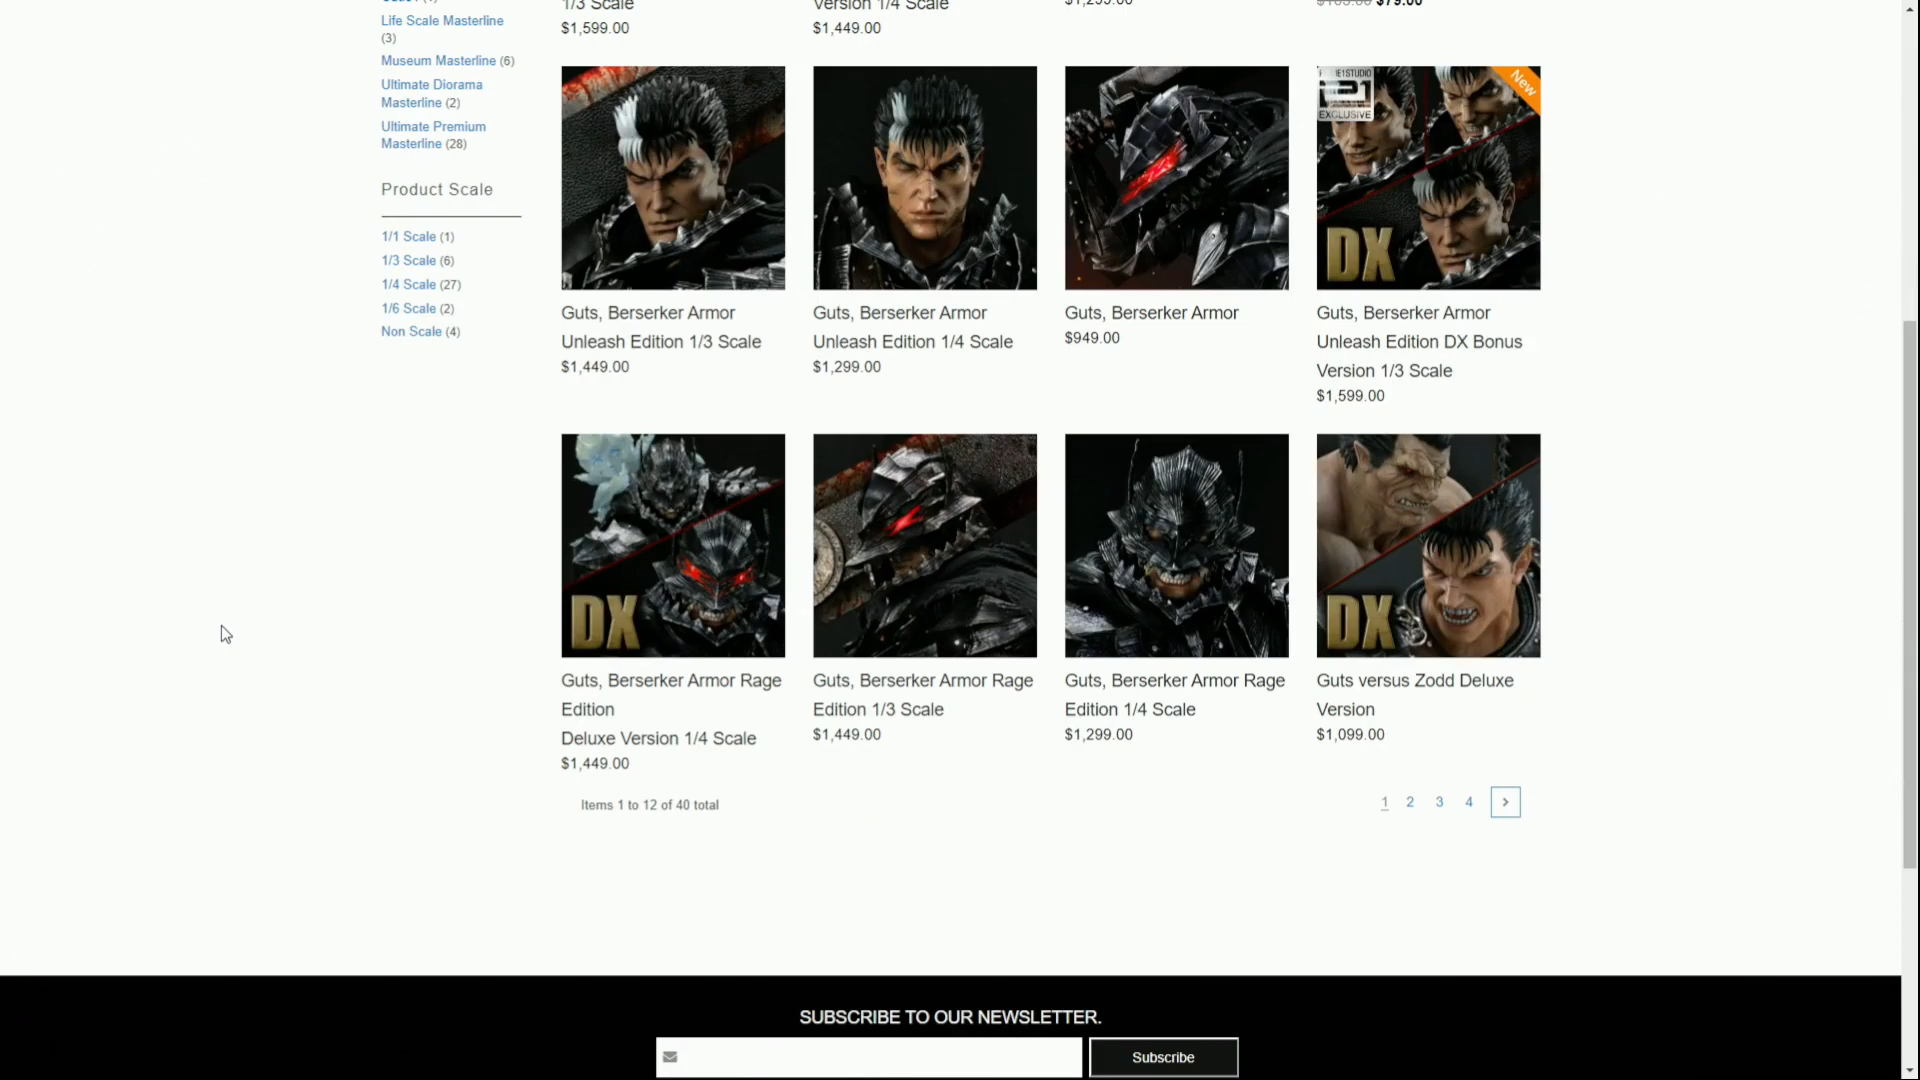 Life Scale Masterline
(3)
Museum Masterline (6)
Ultimate Diorama
Masterline (2)
Ultimate Premium
Masterline (28)
Product Scale
1/1 Scale (1)
1/3 Scale (6)
1/4 Scale (27)
1/6 Scale (2)
Non Scale (4)
1/3 Scale
$1,599.00
Version 1/4 Scale
$1,449.00
$79.00
EXCLUSIVE
New
DX
Guts, Berserker Armor
Unleash Edition 1/3 Scale
$1,449.00
Guts, Berserker Armor
Unleash Edition 1/4 Scale
$1,299.00
Guts, Berserker Armor
$949.00
Guts, Berserker Armor
Unleash Edition DX Bonus
Version 1/3 Scale
$1,599.00
DX
DX
Guts, Berserker Armor Rage
Edition
Deluxe Version 1/4 Scale
$1,449.00
Guts, Berserker Armor Rage
Edition 1/3 Scale
$1,449.00
Guts, Berserker Armor Rage
Edition 1/4 Scale
$1,299.00
Guts versus Zodd Deluxe
Version
$1,099.00
Items 1 to 12 of 40 total
1 2 3 4 >
SUBSCRIBE TO OUR NEWSLETTER.
Subscribe